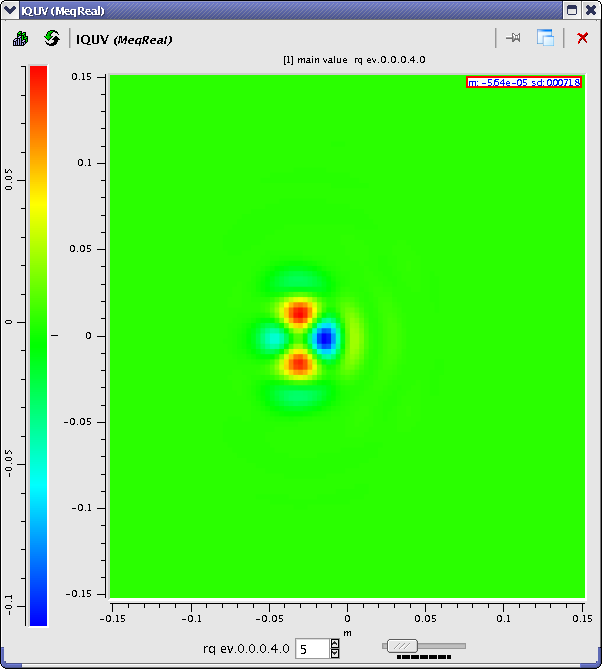 IQUV (MeqReal)
IQUV (MeqReal)
[1] main value rq ev.0.0.0.4.0
m: -5.64e-05 sd: 0.00718
0.15
0.1
0.05
0
-0.05
-0.1
-0.15
0.05
0
-0.05
-0.1
-0.15 -0.1 -0.05 0 0.05 0.1 0.15
m
rq ev.0.0.0.4.0 5